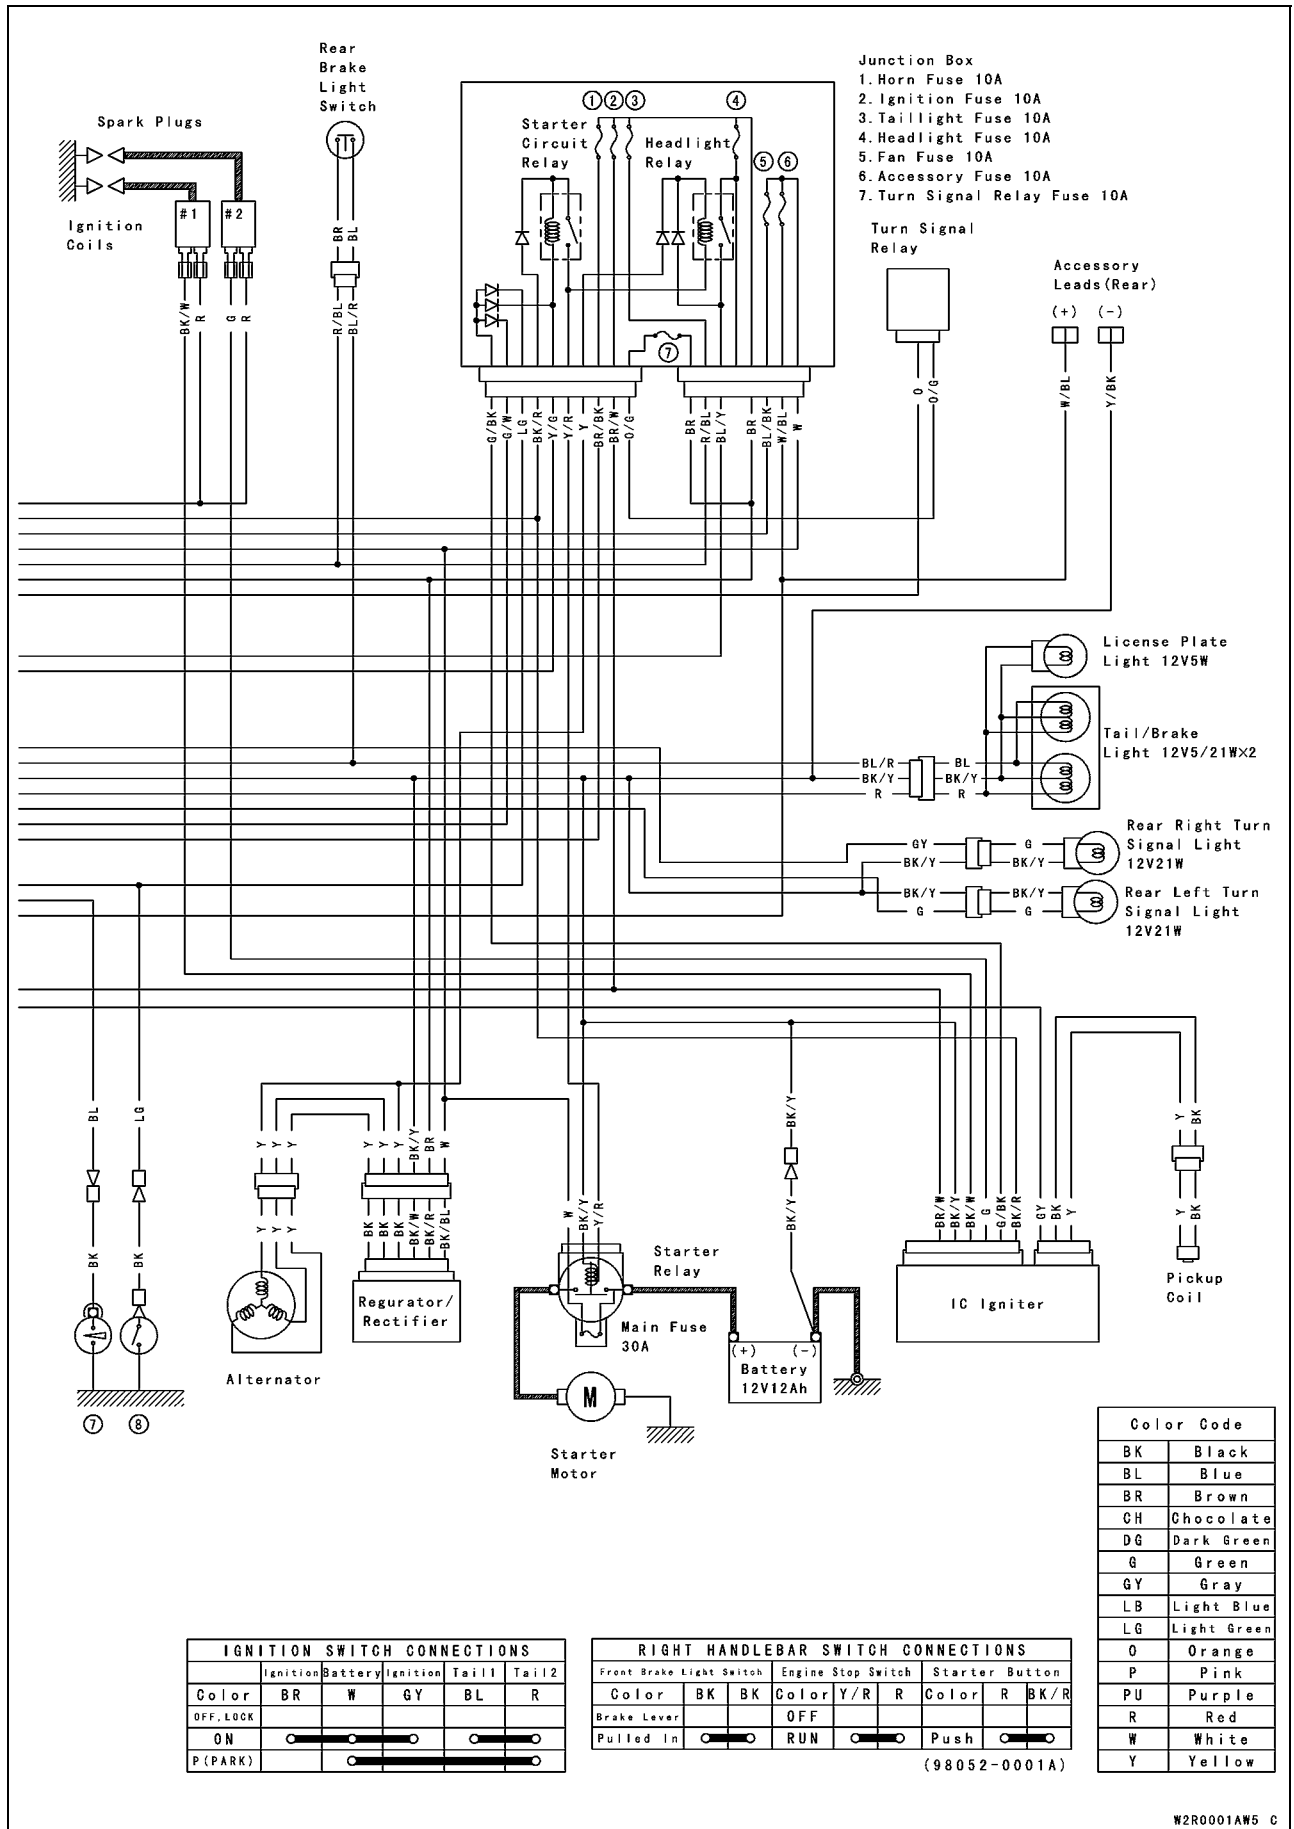 Rear
Brake
Light
Switch
Spark Plugs
Ignition
Coils
#1
#2
BR
BL
R/BL
BL/R
BK/W
R
G
R
Starter
Circuit
Relay
Headlight
Relay
①
②
③
④
⑤
⑥
⑦
Junction Box
1. Horn Fuse 10A
2. Ignition Fuse 10A
3. Taillight Fuse 10A
4. Headlight Fuse 10A
5. Fan Fuse 10A
6. Accessory Fuse 10A
7. Turn Signal Relay Fuse 10A
Turn Signal
Relay
Accessory
Leads(Rear)
(+) (-)
O
O/G
W/BL
Y/BK
G/BK
G/W
LG
BK/R
Y/G
Y/R
Y
BR/BK
BR/W
O/G
BR
R/BL
BL/Y
BR
BL/BK
W/BL
W
License Plate
Light 12V5W
Tail/Brake
Light 12V5/21W×2
BL/R BL
BK/Y BK/Y
R R
Rear Right Turn
Signal Light
12V21W
GY G
BK/Y BK/Y
Rear Left Turn
Signal Light
12V21W
BK/Y BK/Y
G G
BL
LG
BK
BK
⑦
⑧
Y
Y
Y
Y
Y
Y
Alternator
Y
Y
Y
BK/Y
BR
W
BK
BK
BK
BK/W
BK/R
BK/BL
Regurator/
Rectifier
W
BK/Y
Y/R
Starter
Relay
Main Fuse
30A
M
Starter
Motor
BK/Y
BK/Y
(+) (-)
Battery
12V12Ah
BR/W
BK/Y
BK/W
G
G/BK
BK/R
GY
BK
Y
IC Igniter
Y
BK
Y
BK
Pickup
Coil
Color Code
BK Black
BL Blue
BR Brown
CH Chocolate
DG Dark Green
G Green
GY Gray
LB Light Blue
LG Light Green
O Orange
P Pink
PU Purple
R Red
W White
Y Yellow
IGNITION SWITCH CONNECTIONS
Ignition Battery Ignition Tail1 Tail2
Color BR W GY BL R
OFF,LOCK
ON
P(PARK)
RIGHT HANDLEBAR SWITCH CONNECTIONS
Front Brake Light Switch Engine Stop Switch Starter Button
Color BK BK Color Y/R R Color R BK/R
Brake Lever OFF
Pulled In RUN Push
(98052-0001A)
W2R0001AW5 C